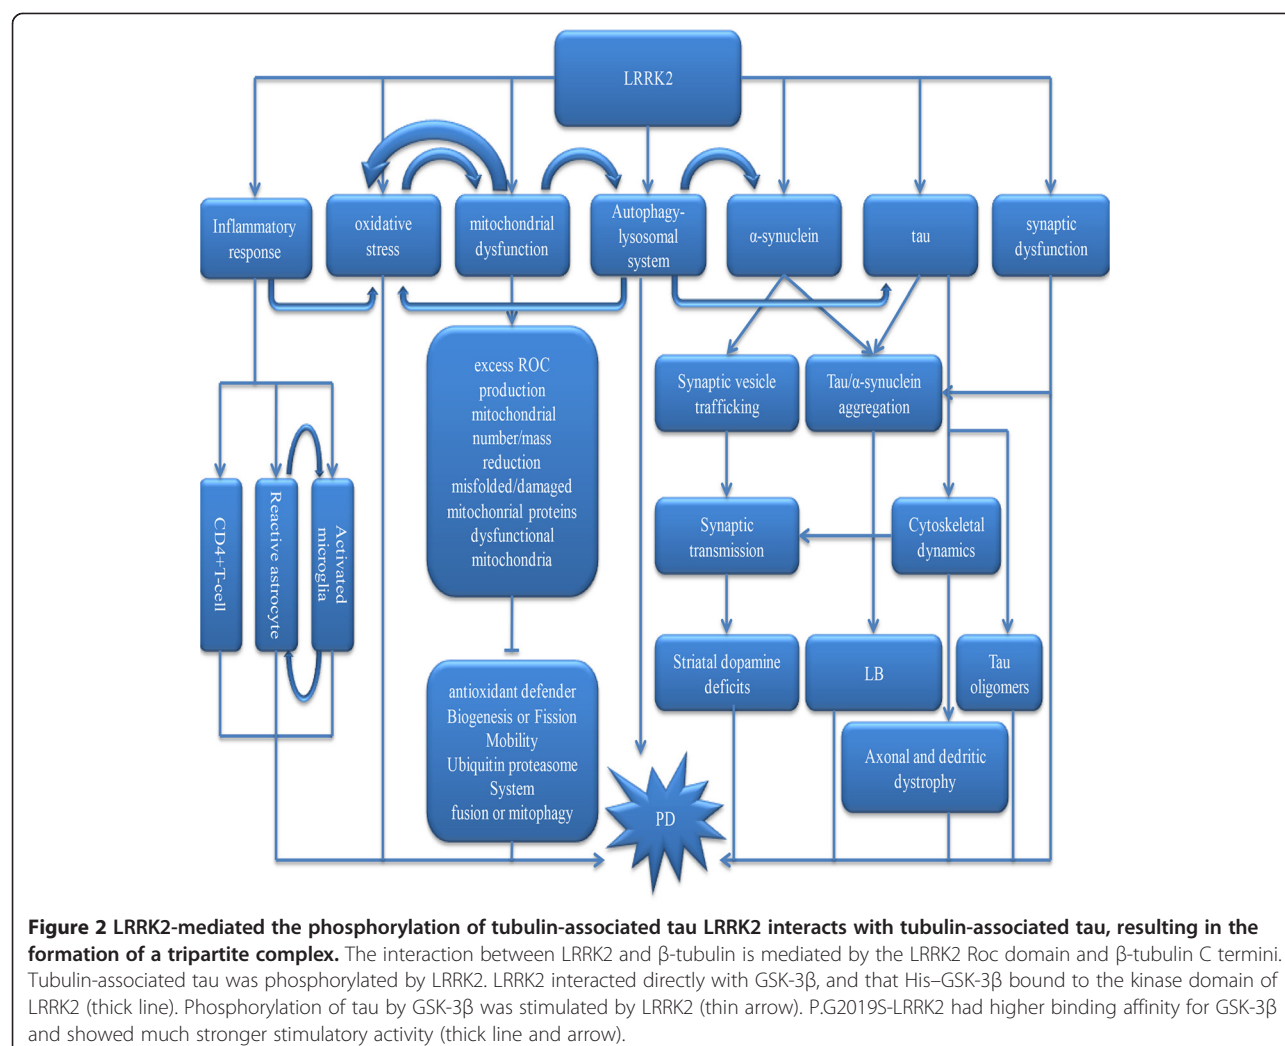 LRRK2
Inflammatory
response
oxidative
stress
mitochondrial
dysfunction
Autophagy-
lysosomal
system
α-synuclein
tau
synaptic
dysfunction
excess ROC
production
mitochondrial
number/mass
reduction
misfolded/damaged
mitochonrial proteins
dysfunctional
mitochondria
Synaptic vesicle
trafficking
Tau/α-synuclein
aggregation
CD4+T-cell
Reactive astrocyte
Activated
microglia
Synaptic
transmission
Cytoskeletal
dynamics
antioxidant defender
Biogenesis or Fission
Mobility
Ubiquitin proteasome
System
fusion or mitophagy
Striatal dopamine
deficits
LB
Tau
oligomers
Axonal and dedritic
dystrophy
PD
Figure 2 LRRK2-mediated the phosphorylation of tubulin-associated tau LRRK2 interacts with tubulin-associated tau, resulting in the
formation of a tripartite complex. The interaction between LRRK2 and β-tubulin is mediated by the LRRK2 Roc domain and β-tubulin C termini.
Tubulin-associated tau was phosphorylated by LRRK2. LRRK2 interacted directly with GSK-3β, and that His–GSK-3β bound to the kinase domain of
LRRK2 (thick line). Phosphorylation of tau by GSK-3β was stimulated by LRRK2 (thin arrow). P.G2019S-LRRK2 had higher binding affinity for GSK-3β
and showed much stronger stimulatory activity (thick line and arrow).